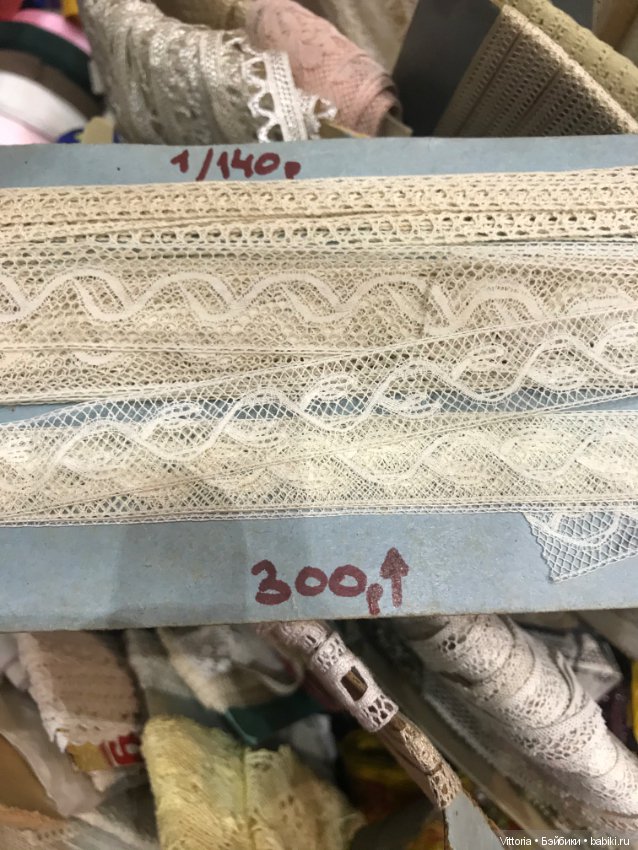 1/140р
300р↑
Vittoria • Бэйбики • babiki.ru